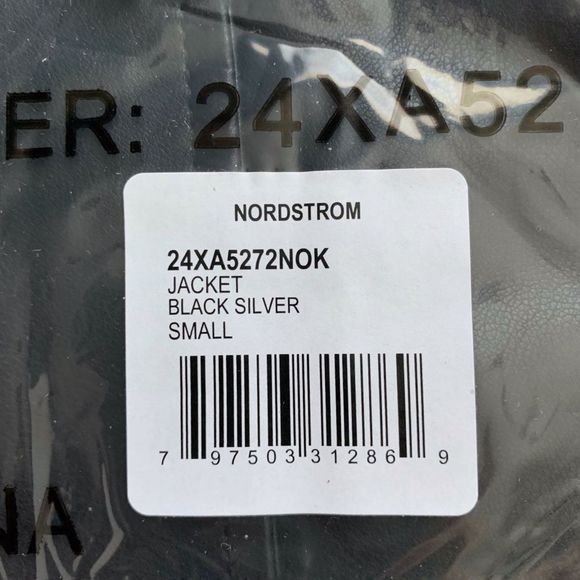 ER: 24XA52
NORDSTROM
24XA5272NOK
JACKET
BLACK SILVER
SMALL
7 97503 31286 9
NA